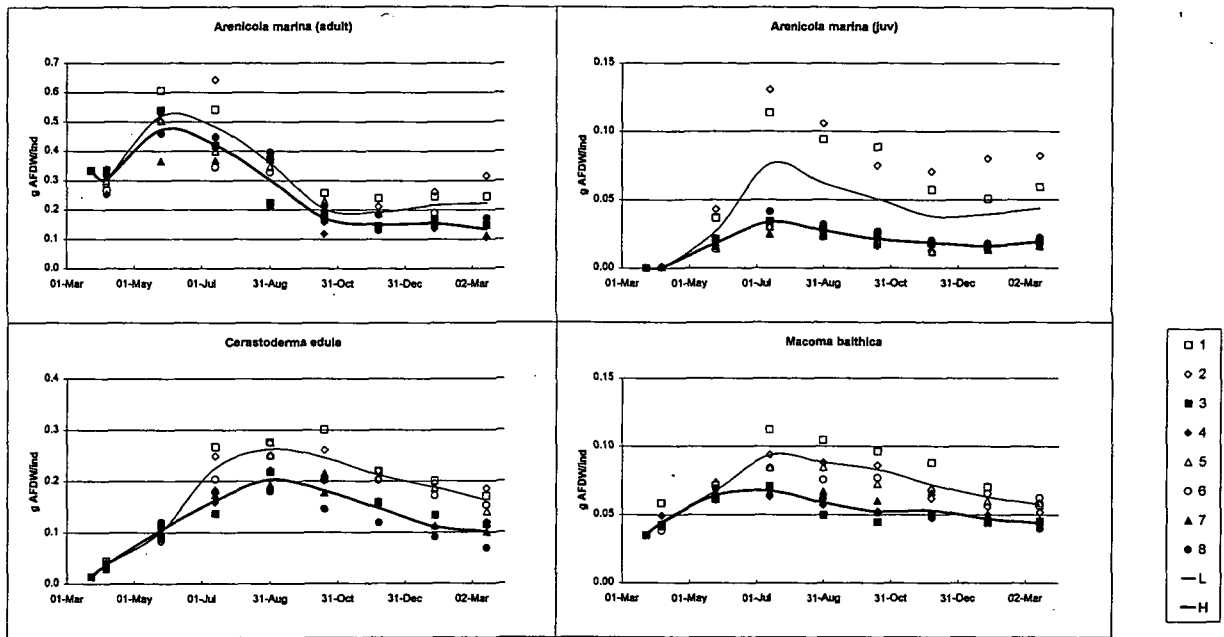 Arenicola marina (adult)
g AFDW/ind
0.7
0.6
0.5
0.4
0.3
0.2
0.1
0.0
01-Mar 01-May 01-Jul 31-Aug 31-Oct 31-Dec 02-Mar
Arenicola marina (juv)
g AFDW/ind
0.15
0.10
0.05
0.00
01-Mar 01-May 01-Jul 31-Aug 31-Oct 31-Dec 02-Mar
1
Cerastoderma edule
g AFDW/ind
0.4
0.3
0.2
0.1
0.0
01-Mar 01-May 01-Jul 31-Aug 31-Oct 31-Dec 02-Mar
Macoma balthica
g AFDW/ind
0.15
0.10
0.05
0.00
01-Mar 01-May 01-Jul 31-Aug 31-Oct 31-Dec 02-Mar
1
2
3
4
5
6
7
8
L
H